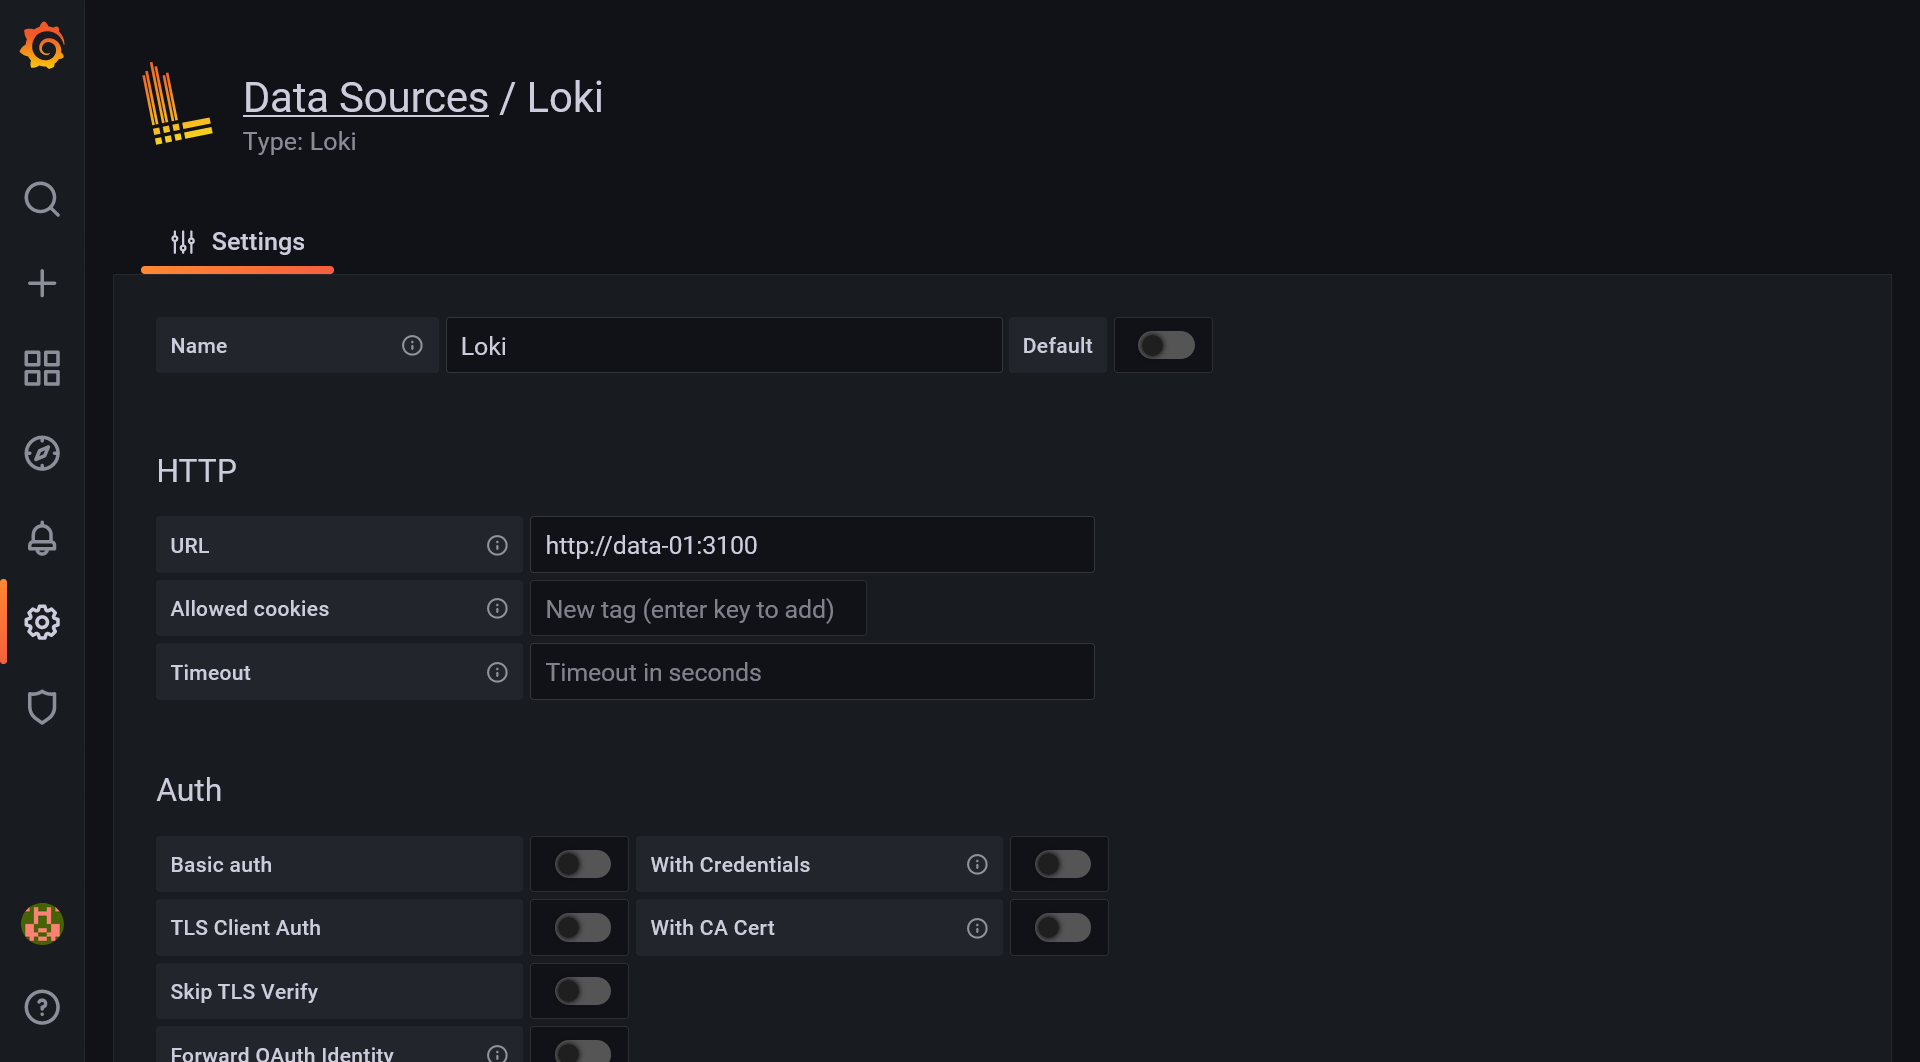 Data Sources / Loki
Type: Loki
Settings
Name
Loki
Default
HTTP
URL
http://data-01:3100
Allowed cookies
New tag (enter key to add)
Timeout
Timeout in seconds
Auth
Basic auth
With Credentials
TLS Client Auth
With CA Cert
Skip TLS Verify
Forward OAuth Identity